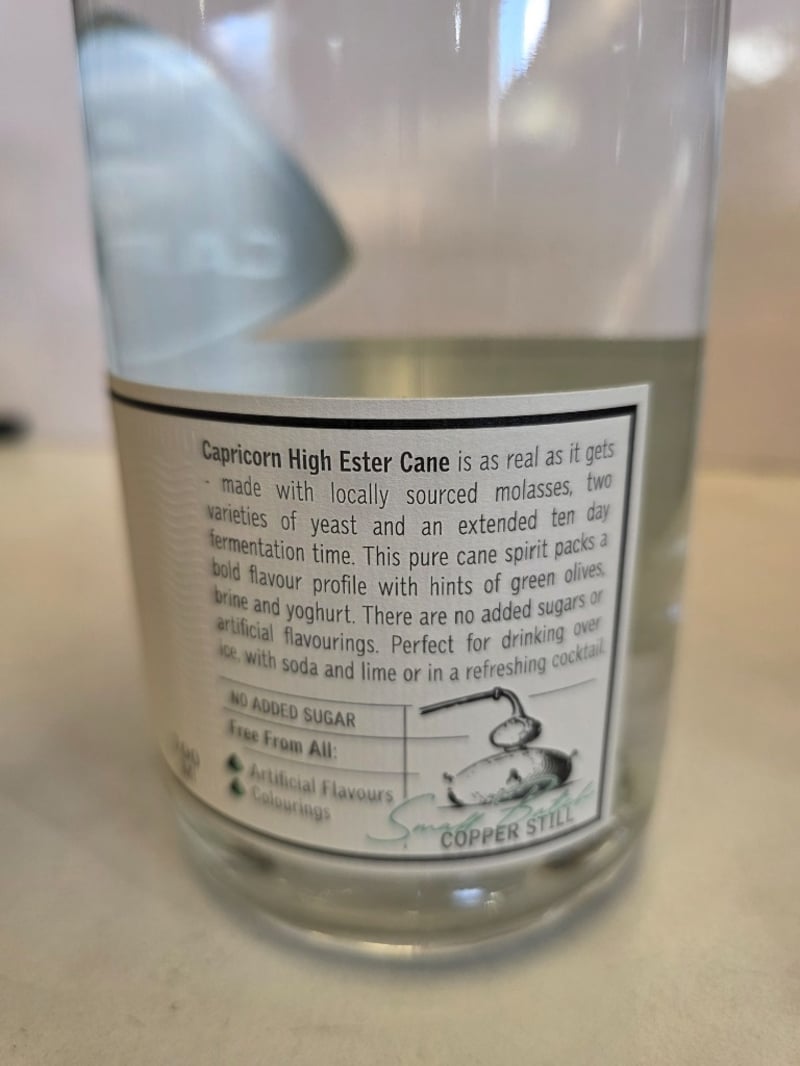 Capricorn High Ester Cane is as real as it gets
- made with locally sourced molasses, two
varieties of yeast and an extended ten day
fermentation time. This pure cane spirit packs a
bold flavour profile with hints of green olives,
brine and yoghurt. There are no added sugars or
artificial flavourings. Perfect for drinking over
ice, with soda and lime or in a refreshing cocktail.
NO ADDED SUGAR
Free From All:
Artificial Flavours
Colourings
Small Batch
COPPER STILL